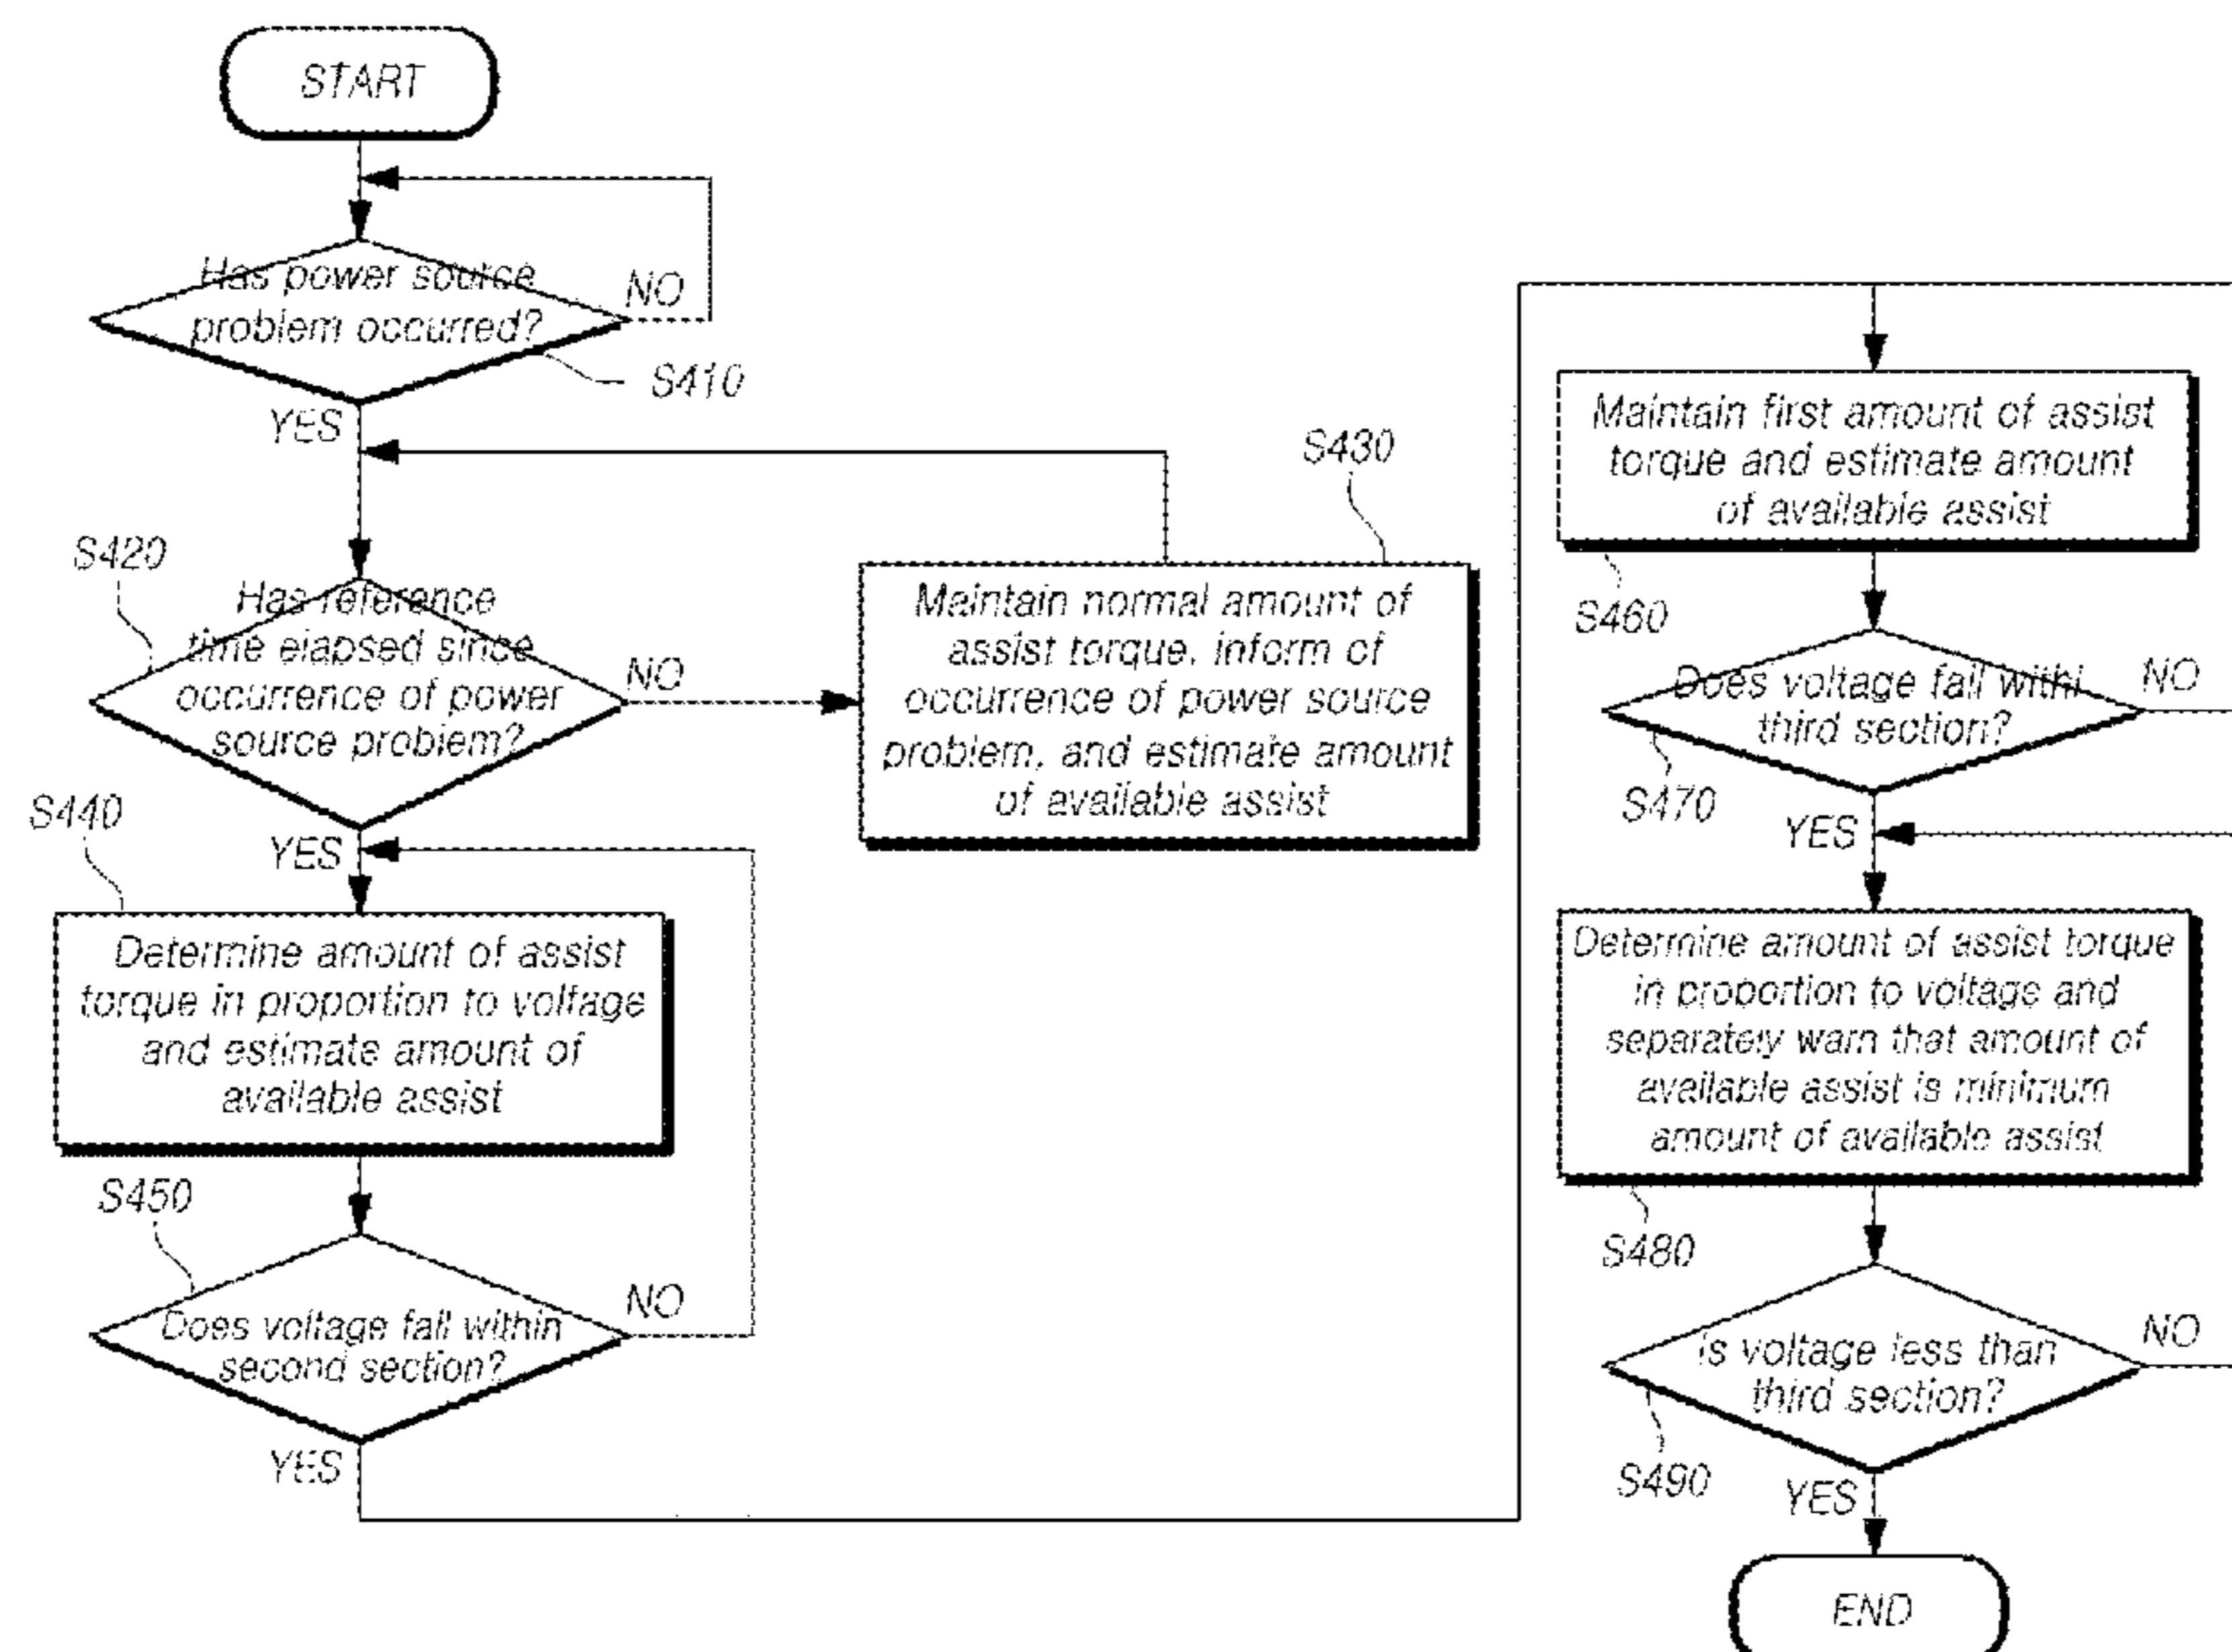 START
Has power source
problem occurred?
NO
S410
YES
S420
Has reference
time elapsed since
occurrence of power
source problem?
NO
S430
Maintain normal amount of
assist torque, inform of
occurrence of power source
problem, and estimate amount
of available assist
YES
S440
Determine amount of assist
torque in proportion to voltage
and estimate amount of
available assist
S450
Does voltage fall within
second section?
NO
YES
Maintain first amount of assist
torque and estimate amount
of available assist
S460
Does voltage fall withi
third section?
NO
S470
YES
Determine amount of assist torque
in proportion to voltage and
separately warn that amount of
available assist is minimum
amount of available assist
S480
Is voltage less than
third section?
NO
S490
YES
END